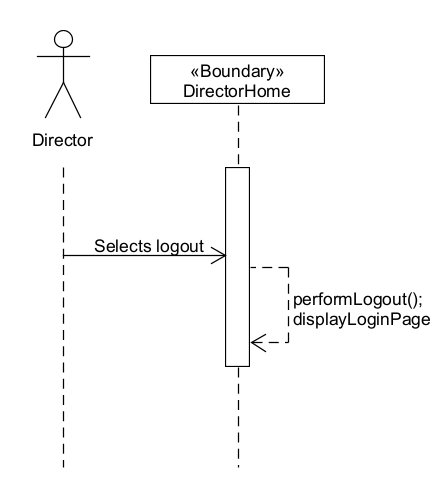 «Boundary»
DirectorHome
Director
Selects logout
performLogout();
displayLoginPage